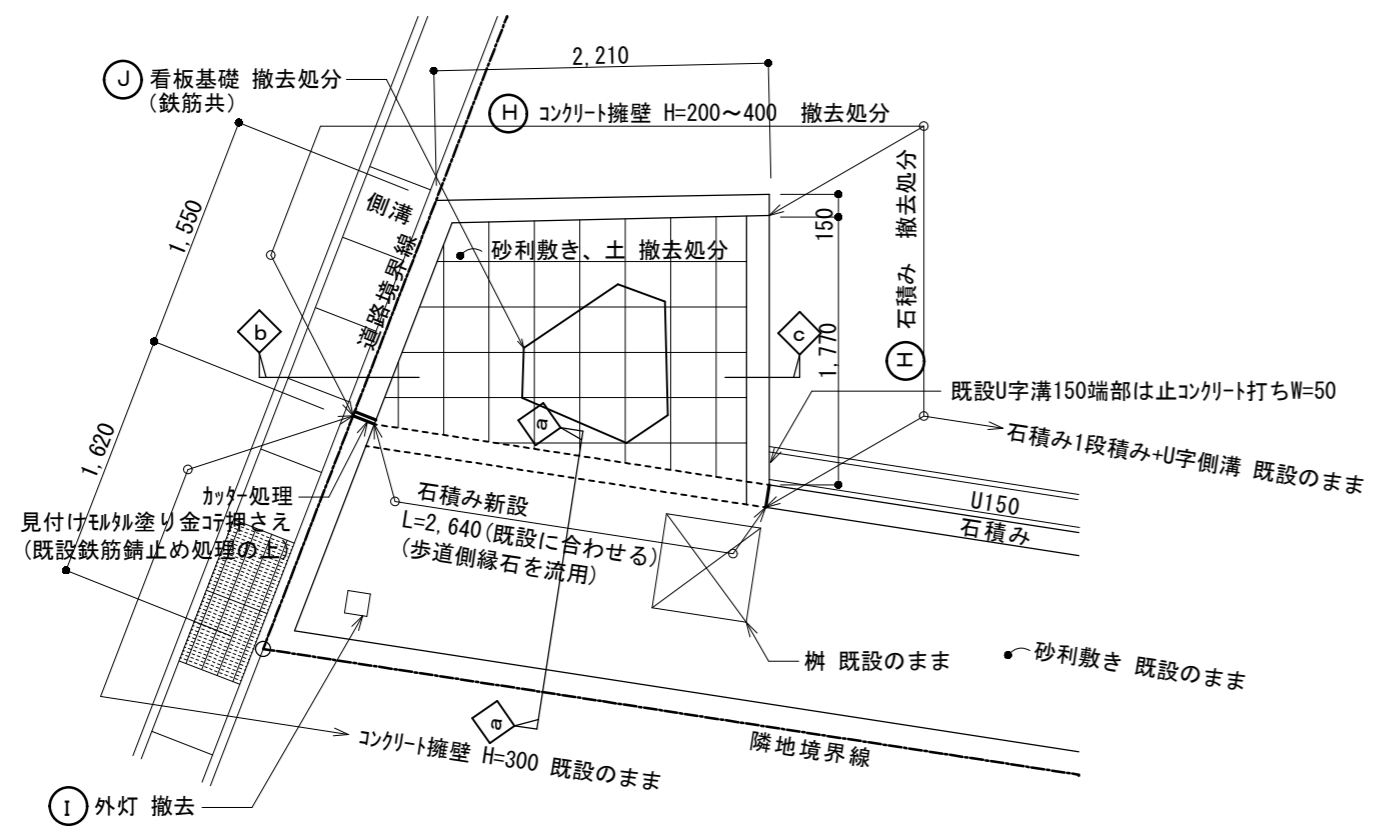 2,210
J 看板基礎 撤去処分
(鉄筋共)
H コンクリート擁壁 H=200～400 撤去処分
1,550
側溝
道路境界線
砂利敷き、土 撤去処分
150
H 石積み 撤去処分
b
c
1,770
既設U字溝150端部は止コンクリート打ちW=50
a
石積み1段積み+U字側溝 既設のまま
1,620
カッター処理
見付けモルタル塗り金コテ押さえ
(既設鉄筋錆止め処理の上)
石積み新設
L=2,640(既設に合わせる)
(歩道側縁石を流用)
U150
石積み
桝 既設のまま
砂利敷き 既設のまま
a
コンクリート擁壁 H=300 既設のまま
隣地境界線
I 外灯 撤去